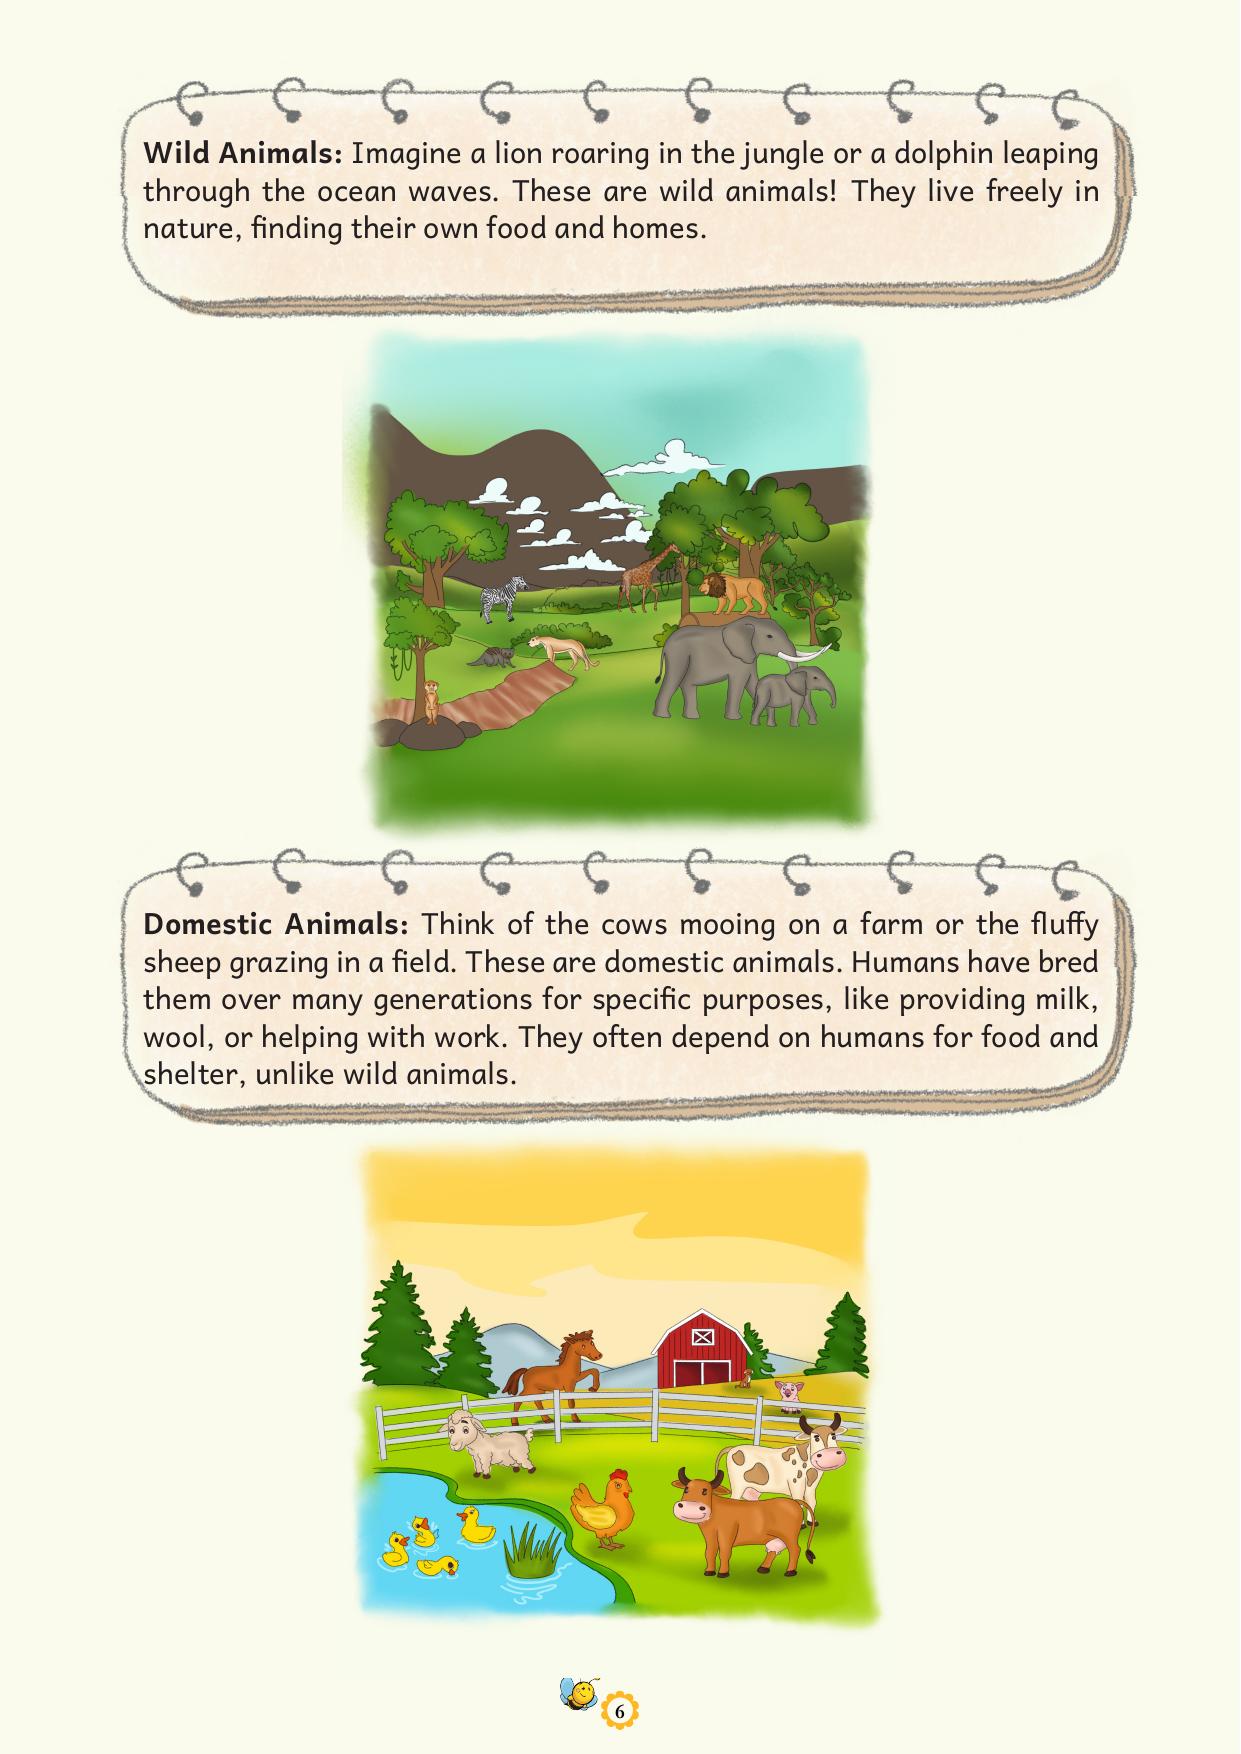 Wild Animals: Imagine a lion roaring in the jungle or a dolphin leaping
through the ocean waves. These are wild animals! They live freely in
nature, finding their own food and homes.
Domestic Animals: Think of the cows mooing on a farm or the fluffy
sheep grazing in a field. These are domestic animals. Humans have bred
them over many generations for specific purposes, like providing milk,
wool, or helping with work. They often depend on humans for food and
shelter, unlike wild animals.
6